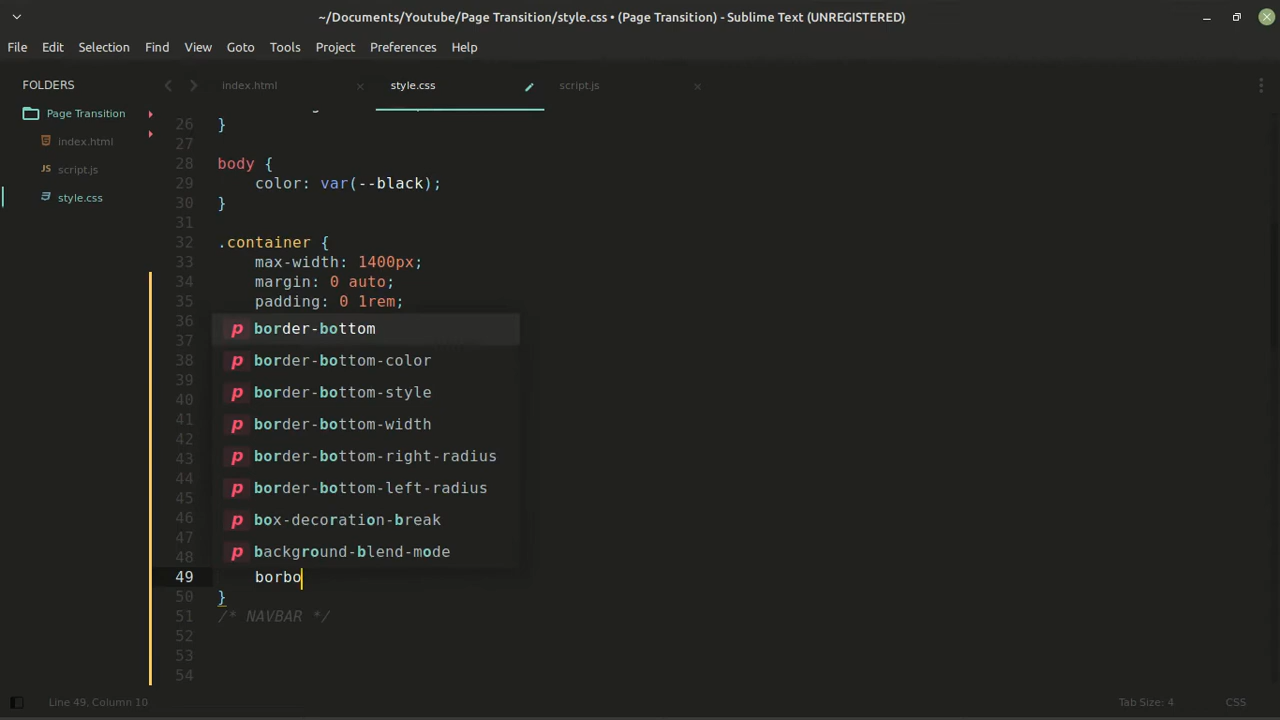 ~/Documents/Youtube/Page Transition/style.css • (Page Transition) - Sublime Text (UNREGISTERED)
File Edit Selection Find View Goto Tools Project Preferences Help
FOLDERS
Page Transition
index.html
JS script.js
style.css
index.html style.css script.js
26 }
27
28 body {
29 color: var(--black);
30 }
31
32 .container {
33 max-width: 1400px;
34 margin: 0 auto;
35 padding: 0 1rem;
36
37
38
39
40
41
42
43
44
45
46
47
48
p border-bottom
p border-bottom-color
p border-bottom-style
p border-bottom-width
p border-bottom-right-radius
p border-bottom-left-radius
p box-decoration-break
p background-blend-mode
49 borbo
50 }
51 /* NAVBAR */
52
53
54
Line 49, Column 10 Tab Size: 4 CSS